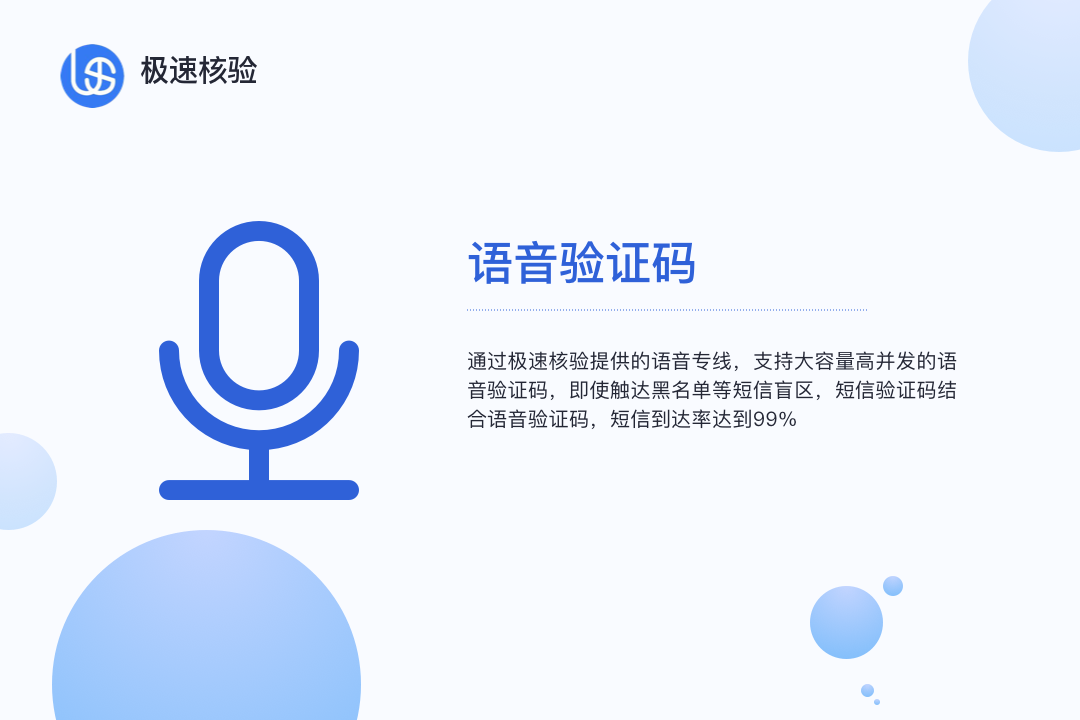 极速核验
语音验证码
通过极速核验提供的语音专线，支持大容量高并发的语
音验证码，即使触达黑名单等短信盲区，短信验证码结
合语音验证码，短信到达率达到99%